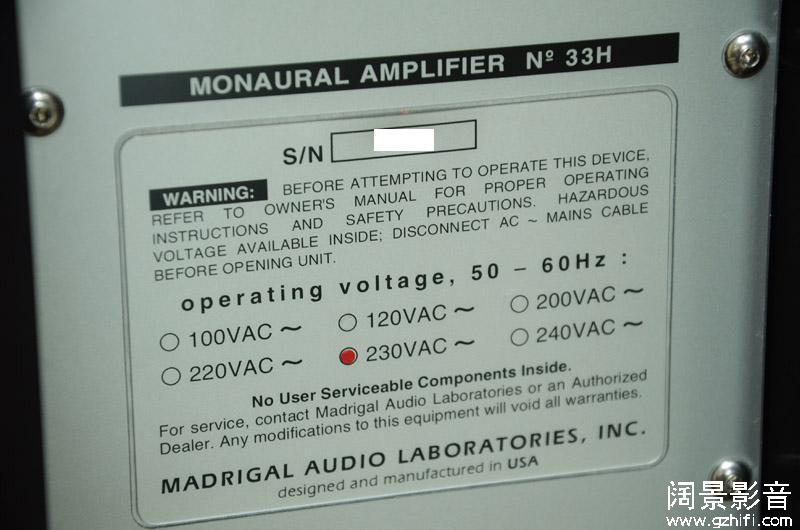 MONAURAL AMPLIFIER Nº 33H
S/N
WARNING: BEFORE ATTEMPTING TO OPERATE THIS DEVICE,
REFER TO OWNER'S MANUAL FOR PROPER OPERATING
INSTRUCTIONS AND SAFETY PRECAUTIONS. HAZARDOUS
VOLTAGE AVAILABLE INSIDE; DISCONNECT AC ~ MAINS CABLE
BEFORE OPENING UNIT.
operating voltage, 50 – 60Hz :
100VAC ~ 120VAC ~ 200VAC ~
220VAC ~ 230VAC ~ 240VAC ~
No User Serviceable Components Inside.
For service, contact Madrigal Audio Laboratories or an Authorized
Dealer. Any modifications to this equipment will void all warranties.
MADRIGAL AUDIO LABORATORIES, INC.
designed and manufactured in USA
阔景影音
www.gzhifi.com